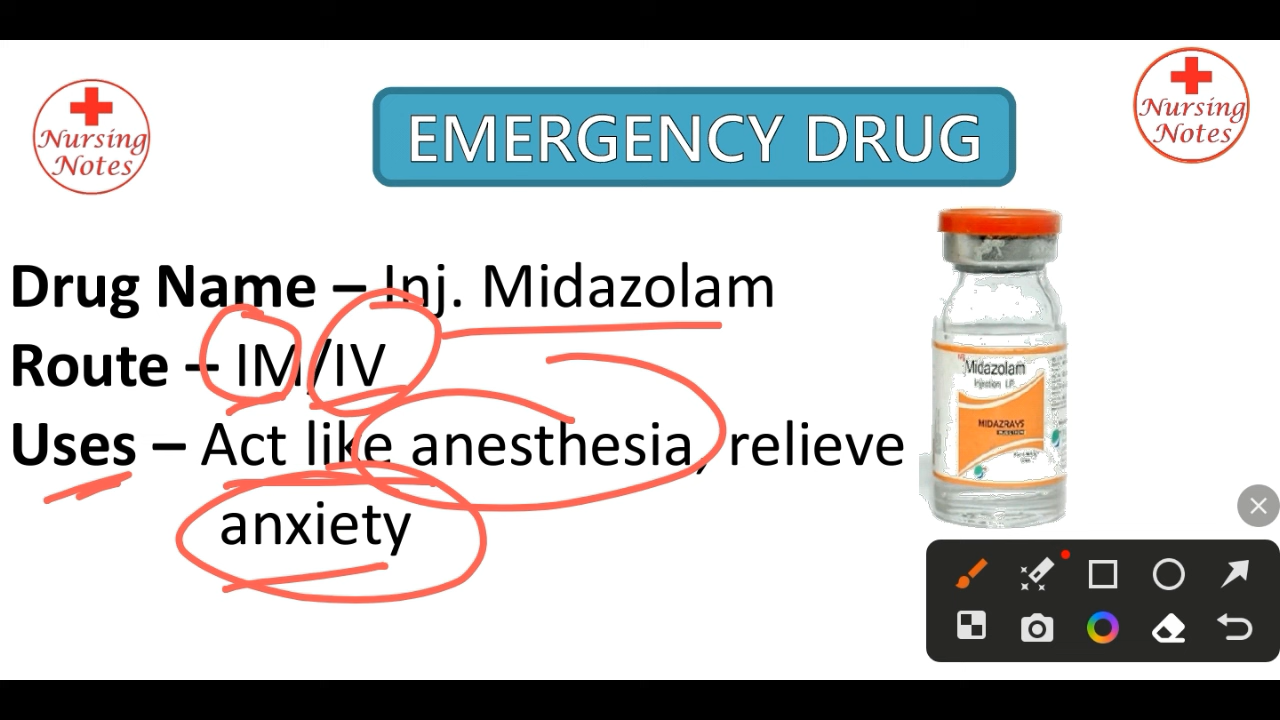 Nursing
Notes
EMERGENCY DRUG
Nursing
Notes
Drug Name – Inj. Midazolam
Route – IM/IV
Uses – Act like anesthesia, relieve
anxiety
Midazolam
Injection I.P.
MIDAZRAYS